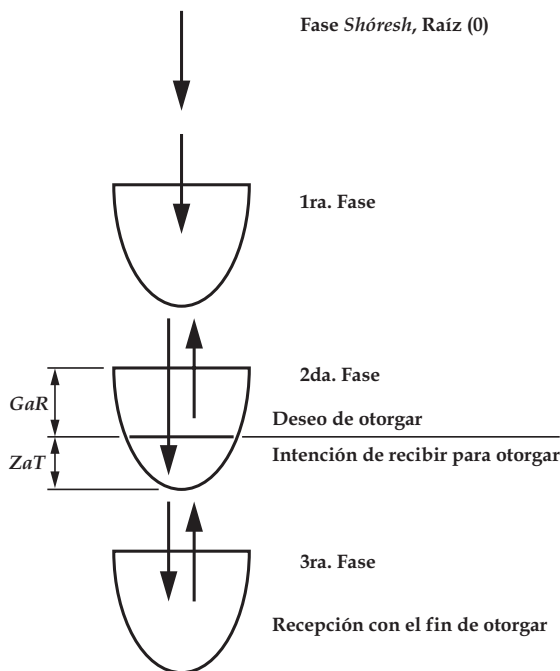 Fase Shóresh, Raíz (0)
1ra. Fase
2da. Fase
GaR
Deseo de otorgar
ZaT
Intención de recibir para otorgar
3ra. Fase
Recepción con el fin de otorgar